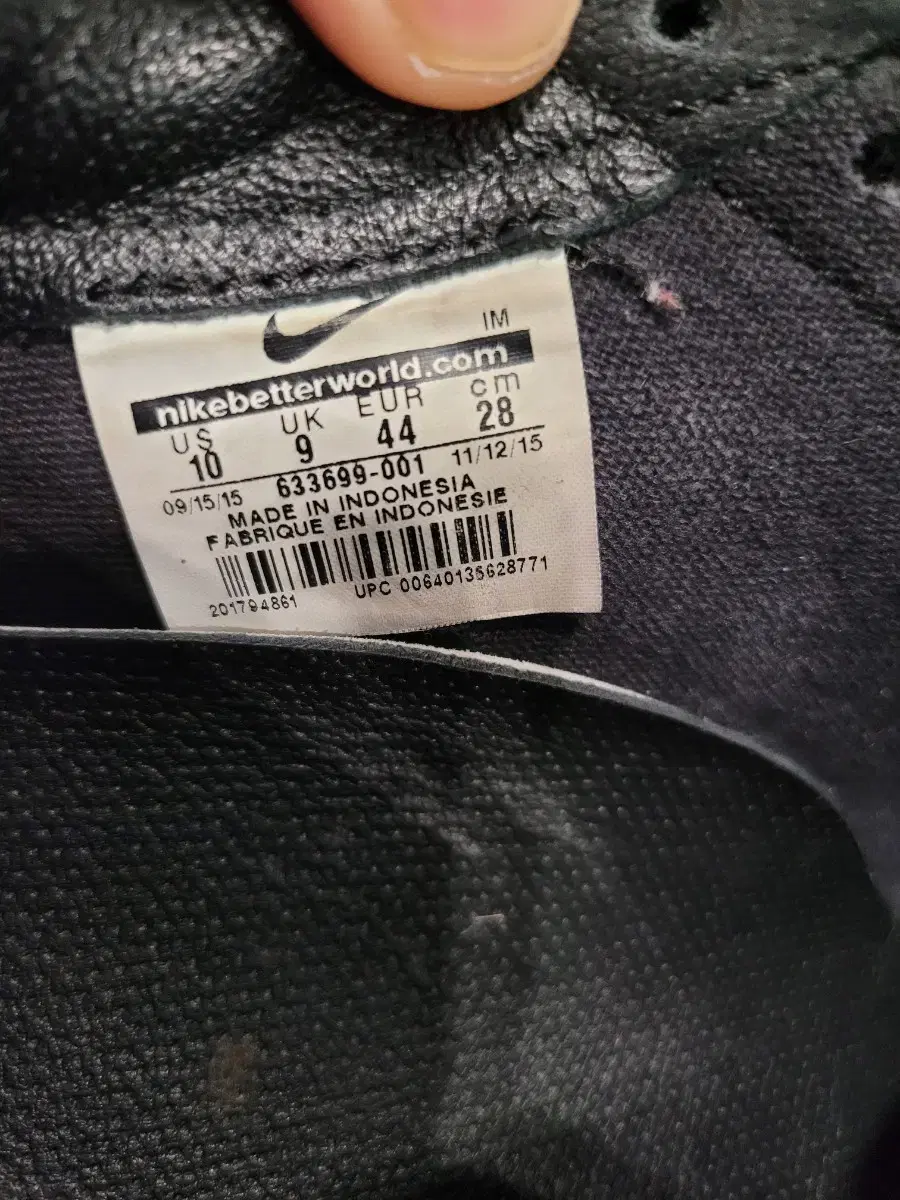 IM
nikebetterworld.com
US UK EUR cm
10 9 44 28
09/15/15 633699-001 11/12/15
MADE IN INDONESIA
FABRIQUE EN INDONESIE
201794861 UPC 00640135628771